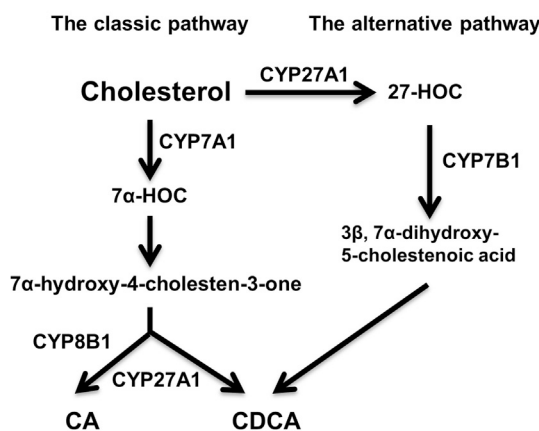 The classic pathway
The alternative pathway
Cholesterol
CYP27A1
27-HOC
CYP7A1
CYP7B1
7α-HOC
3β, 7α-dihydroxy-
5-cholestenoic acid
7α-hydroxy-4-cholesten-3-one
CYP8B1
CYP27A1
CA
CDCA